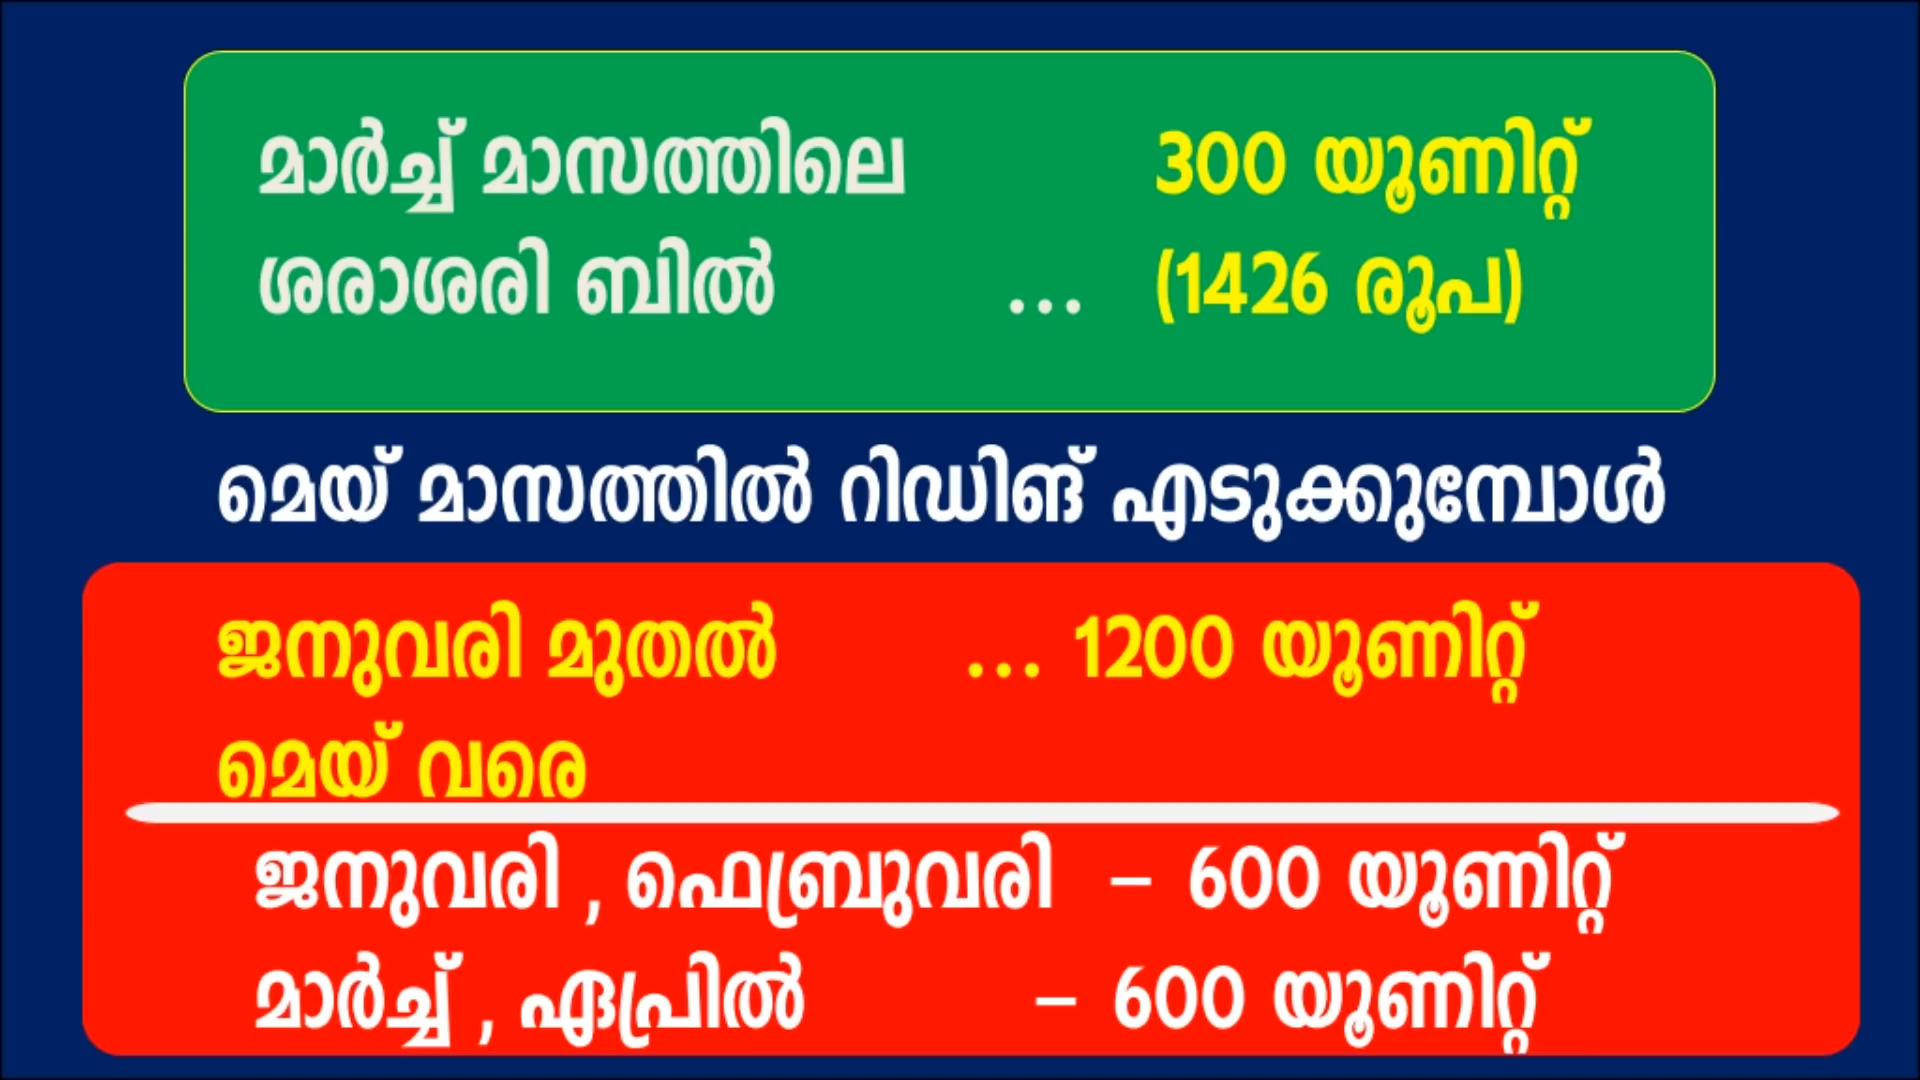 മാർച്ച് മാസത്തിലെ 300 യൂണിറ്റ്
ശരാശരി ബിൽ ... (1426 രൂപ)
മെയ് മാസത്തിൽ റിഡിങ് എടുക്കുമ്പോൾ
ജനുവരി മുതൽ ... 1200 യൂണിറ്റ്
മെയ് വരെ
ജനുവരി , ഫെബ്രുവരി – 600 യൂണിറ്റ്
മാർച്ച് , ഏപ്രിൽ – 600 യൂണിറ്റ്